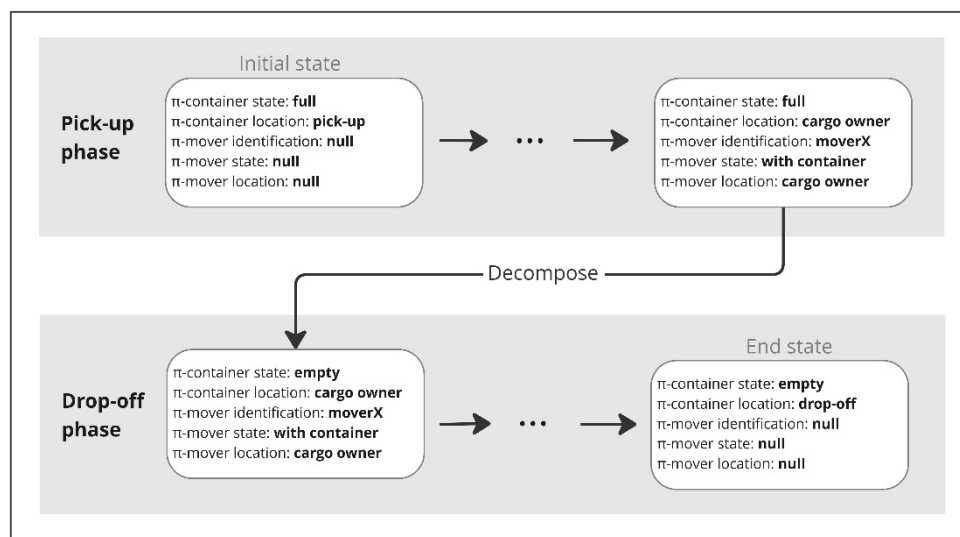 Initial state
Pick-up
phase
π-container state: full
π-container location: pick-up
π-mover identification: null
π-mover state: null
π-mover location: null
...
π-container state: full
π-container location: cargo owner
π-mover identification: moverX
π-mover state: with container
π-mover location: cargo owner
Decompose
Drop-off
phase
π-container state: empty
π-container location: cargo owner
π-mover identification: moverX
π-mover state: with container
π-mover location: cargo owner
...
End state
π-container state: empty
π-container location: drop-off
π-mover identification: null
π-mover state: null
π-mover location: null